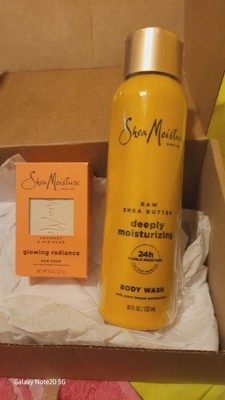 SheaMoisture
RAW
SHEA BUTTER
deeply
moisturizing
24h
BODY WASH
SheaMoisture
COCONUT
& HIBISCUS
glowing radiance
BAR SOAP
Galaxy Note20 5G